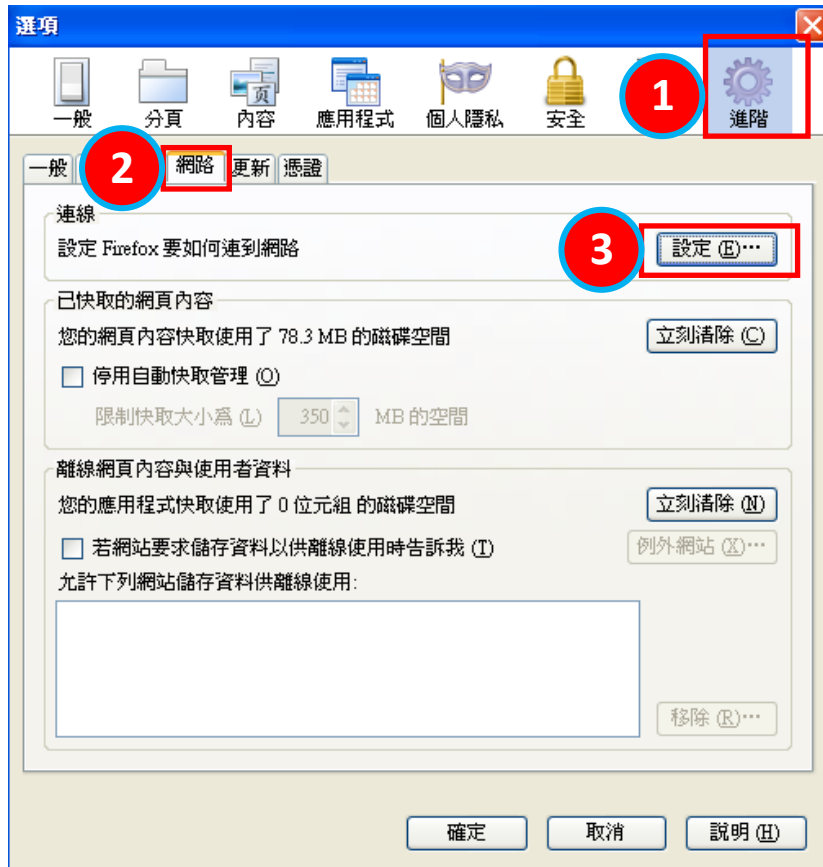 選項
一般 分頁 内容 應用程式 個人隱私 安全 1 進階
一般 2 網路 更新 憑證
連線
設定 Firefox 要如何連到網路 3 設定 (E)…
已快取的網頁內容
您的網頁內容快取使用了 78.3 MB 的磁碟空間 立刻清除 (C)
停用自動快取管理 (O)
限制快取大小為 (L) 350 MB 的空間
離線網頁內容與使用者資料
您的應用程式快取使用了 0 位元組 的磁碟空間 立刻清除 (N)
若網站要求儲存資料以供離線使用時告訴我 (T) 例外網站 (X)…
允許下列網站儲存資料供離線使用:
移除 (R)…
確定 取消 說明 (H)